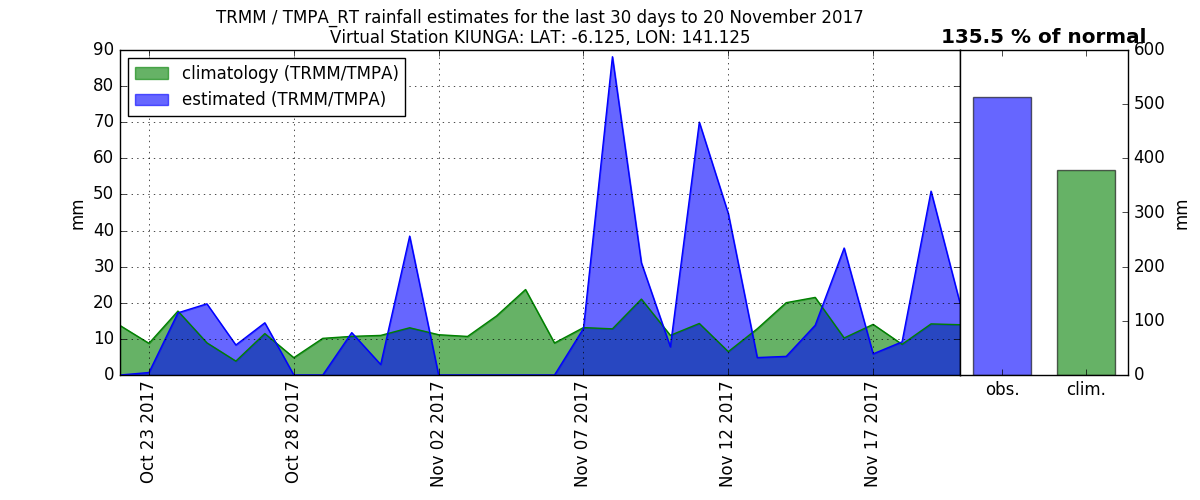 TRMM / TMPA_RT rainfall estimates for the last 30 days to 20 November 2017
Virtual Station KIUNGA: LAT: -6.125, LON: 141.125
135.5 % of normal
climatology (TRMM/TMPA)
estimated (TRMM/TMPA)
90
80
70
60
50
40
30
20
10
0
mm
Oct 23 2017
Oct 28 2017
Nov 02 2017
Nov 07 2017
Nov 12 2017
Nov 17 2017
600
500
400
300
200
100
0
mm
obs.
clim.